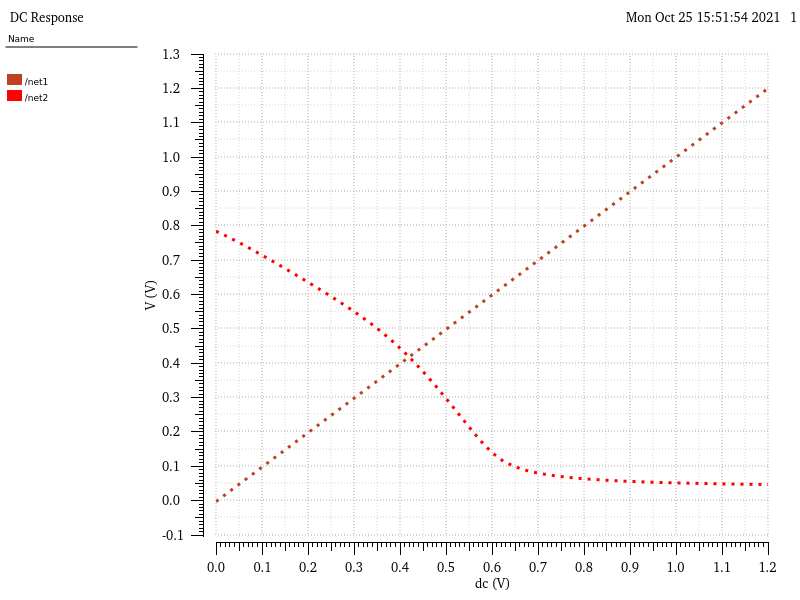 DC Response
Mon Oct 25 15:51:54 2021 1
Name
/net1
/net2
1.3
1.2
1.1
1.0
0.9
0.8
0.7
0.6
0.5
0.4
0.3
0.2
0.1
0.0
-0.1
V (V)
0.0 0.1 0.2 0.3 0.4 0.5 0.6 0.7 0.8 0.9 1.0 1.1 1.2
dc (V)